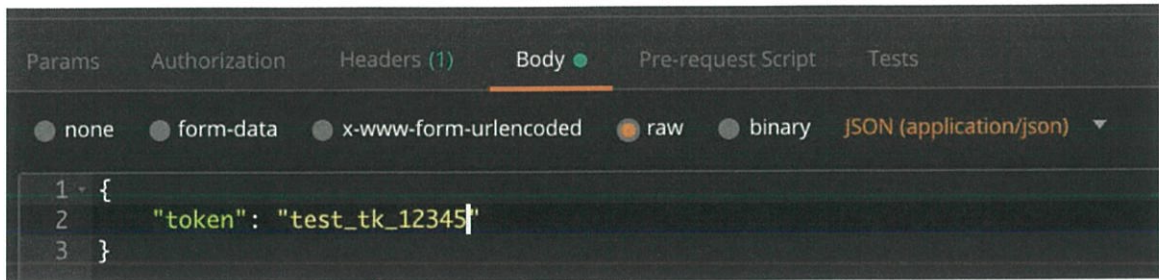 Params Authorization Headers (1) Body Pre-request Script Tests
none form-data x-www-form-urlencoded raw binary JSON (application/json)
1 {
2 "token": "test_tk_12345"
3 }